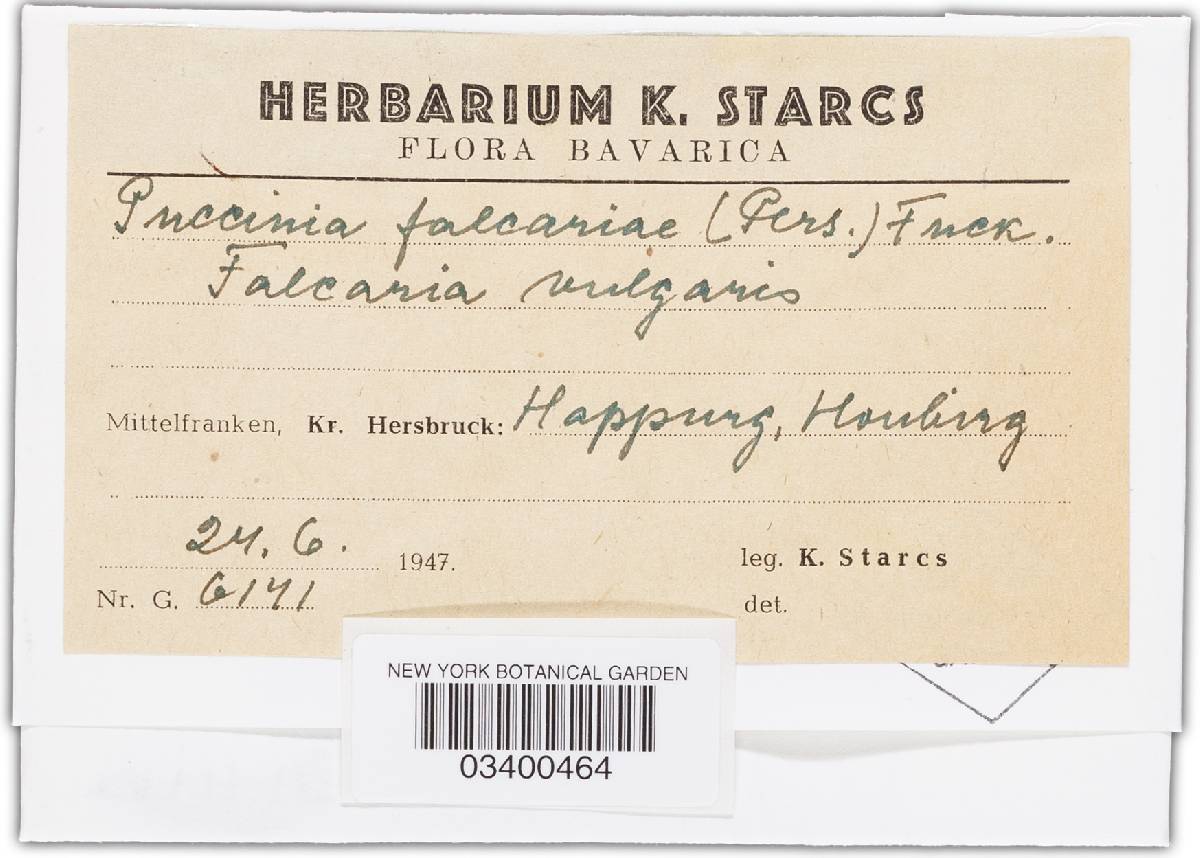 HERBARIUM K. STARCS
FLORA BAVARICA
Puccinia falcariae (Pers.) Fuck.
Falcaria vulgaris
Mittelfranken, Kr. Hersbruck: Happurg, Houbirg
24. 6. 1947. leg. K. Starcs
Nr. G. 6141 det.
NEW YORK BOTANICAL GARDEN
03400464